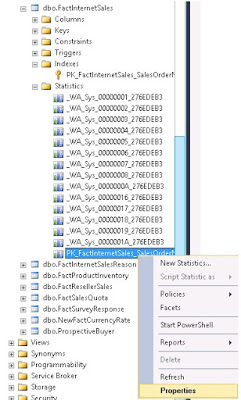 dbo.FactInternetSales
Columns
Keys
Constraints
Triggers
Indexes
PK_FactInternetSales_SalesOrderN
Statistics
_WA_Sys_00000001_276EDEB3
_WA_Sys_00000002_276EDEB3
_WA_Sys_00000003_276EDEB3
_WA_Sys_00000004_276EDEB3
_WA_Sys_00000005_276EDEB3
_WA_Sys_00000006_276EDEB3
_WA_Sys_00000007_276EDEB3
_WA_Sys_00000008_276EDEB3
_WA_Sys_0000000A_276EDEB3
_WA_Sys_00000016_276EDEB3
_WA_Sys_00000017_276EDEB3
_WA_Sys_00000018_276EDEB3
_WA_Sys_00000019_276EDEB3
_WA_Sys_0000001A_276EDEB3
PK_FactInternetSales_SalesOrderN
dbo.FactInternetSalesReason
dbo.FactProductInventory
dbo.FactResellerSales
dbo.FactSalesQuota
dbo.FactSurveyResponse
dbo.NewFactCurrencyRate
dbo.ProspectiveBuyer
Views
Synonyms
Programmability
Service Broker
Storage
Security
New Statistics...
Script Statistic as
Policies
Facets
Start PowerShell
Reports
Delete
Refresh
Properties